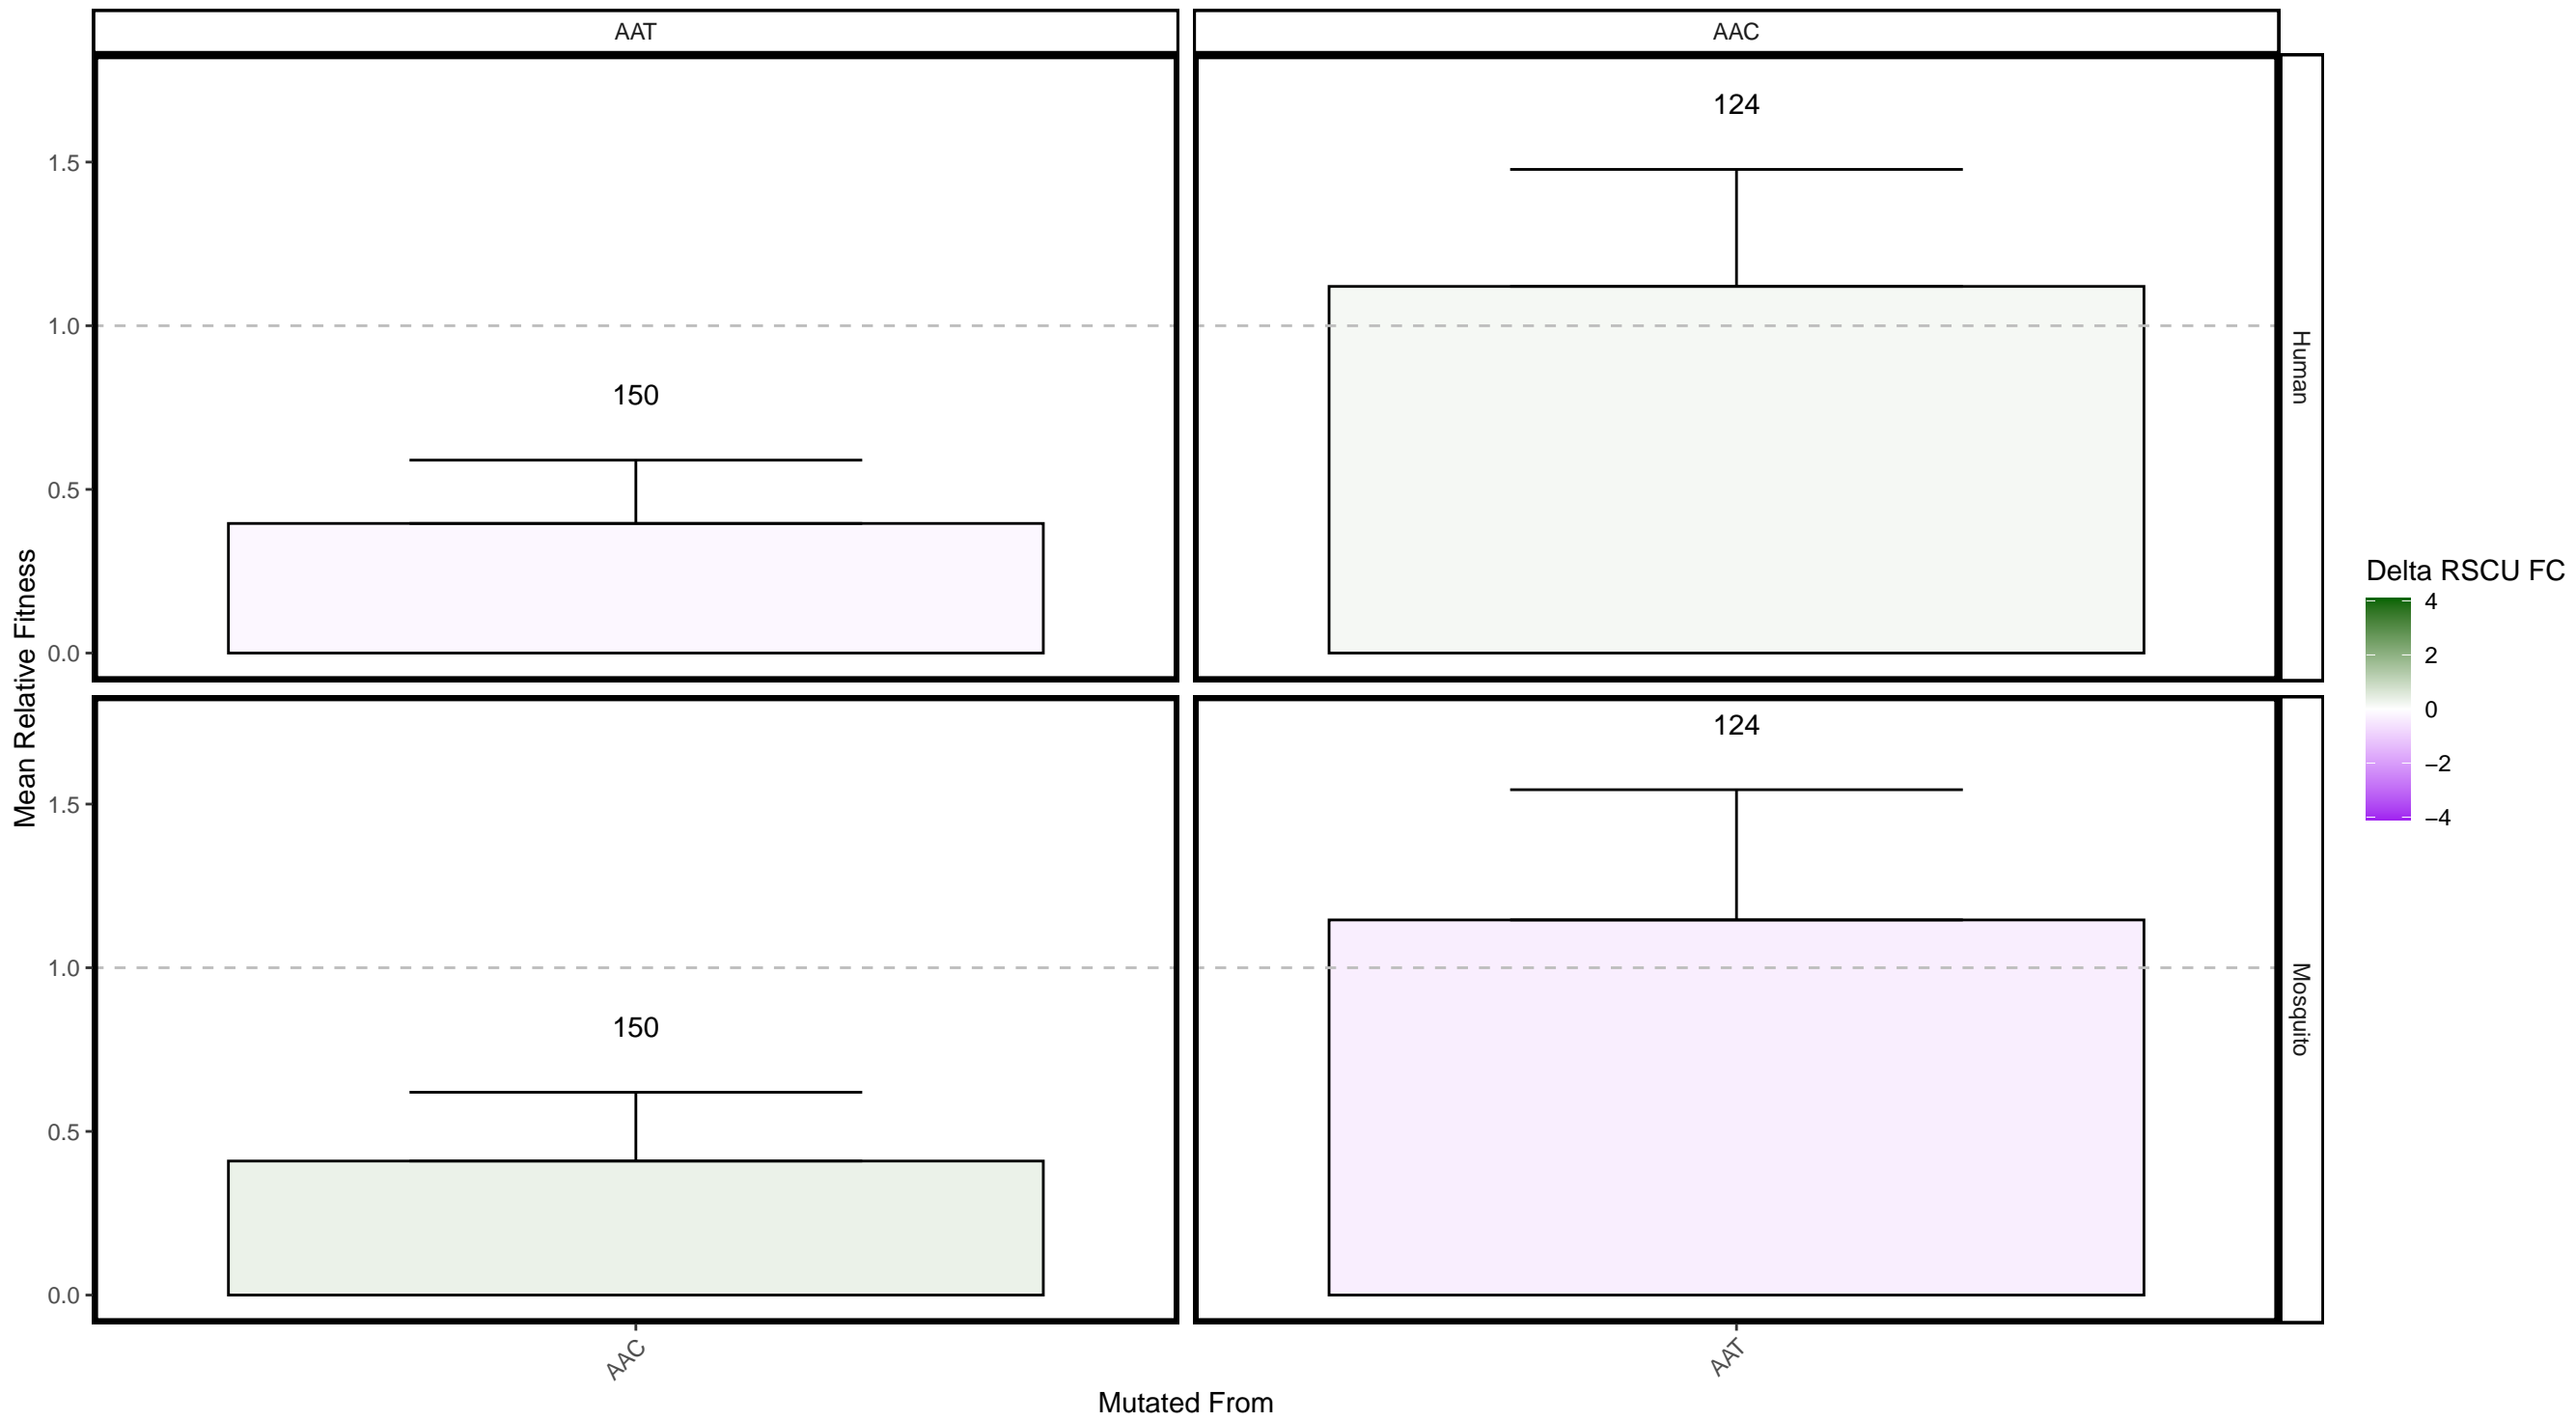 AAT
AAC
124
1.5
1.0
150
0.5
0.0
Human
124
1.5
1.0
150
0.5
0.0
Mosquito
Mean Relative Fitness
AAC
AAT
Mutated From
Delta RSCU FC
4
2
0
−2
−4